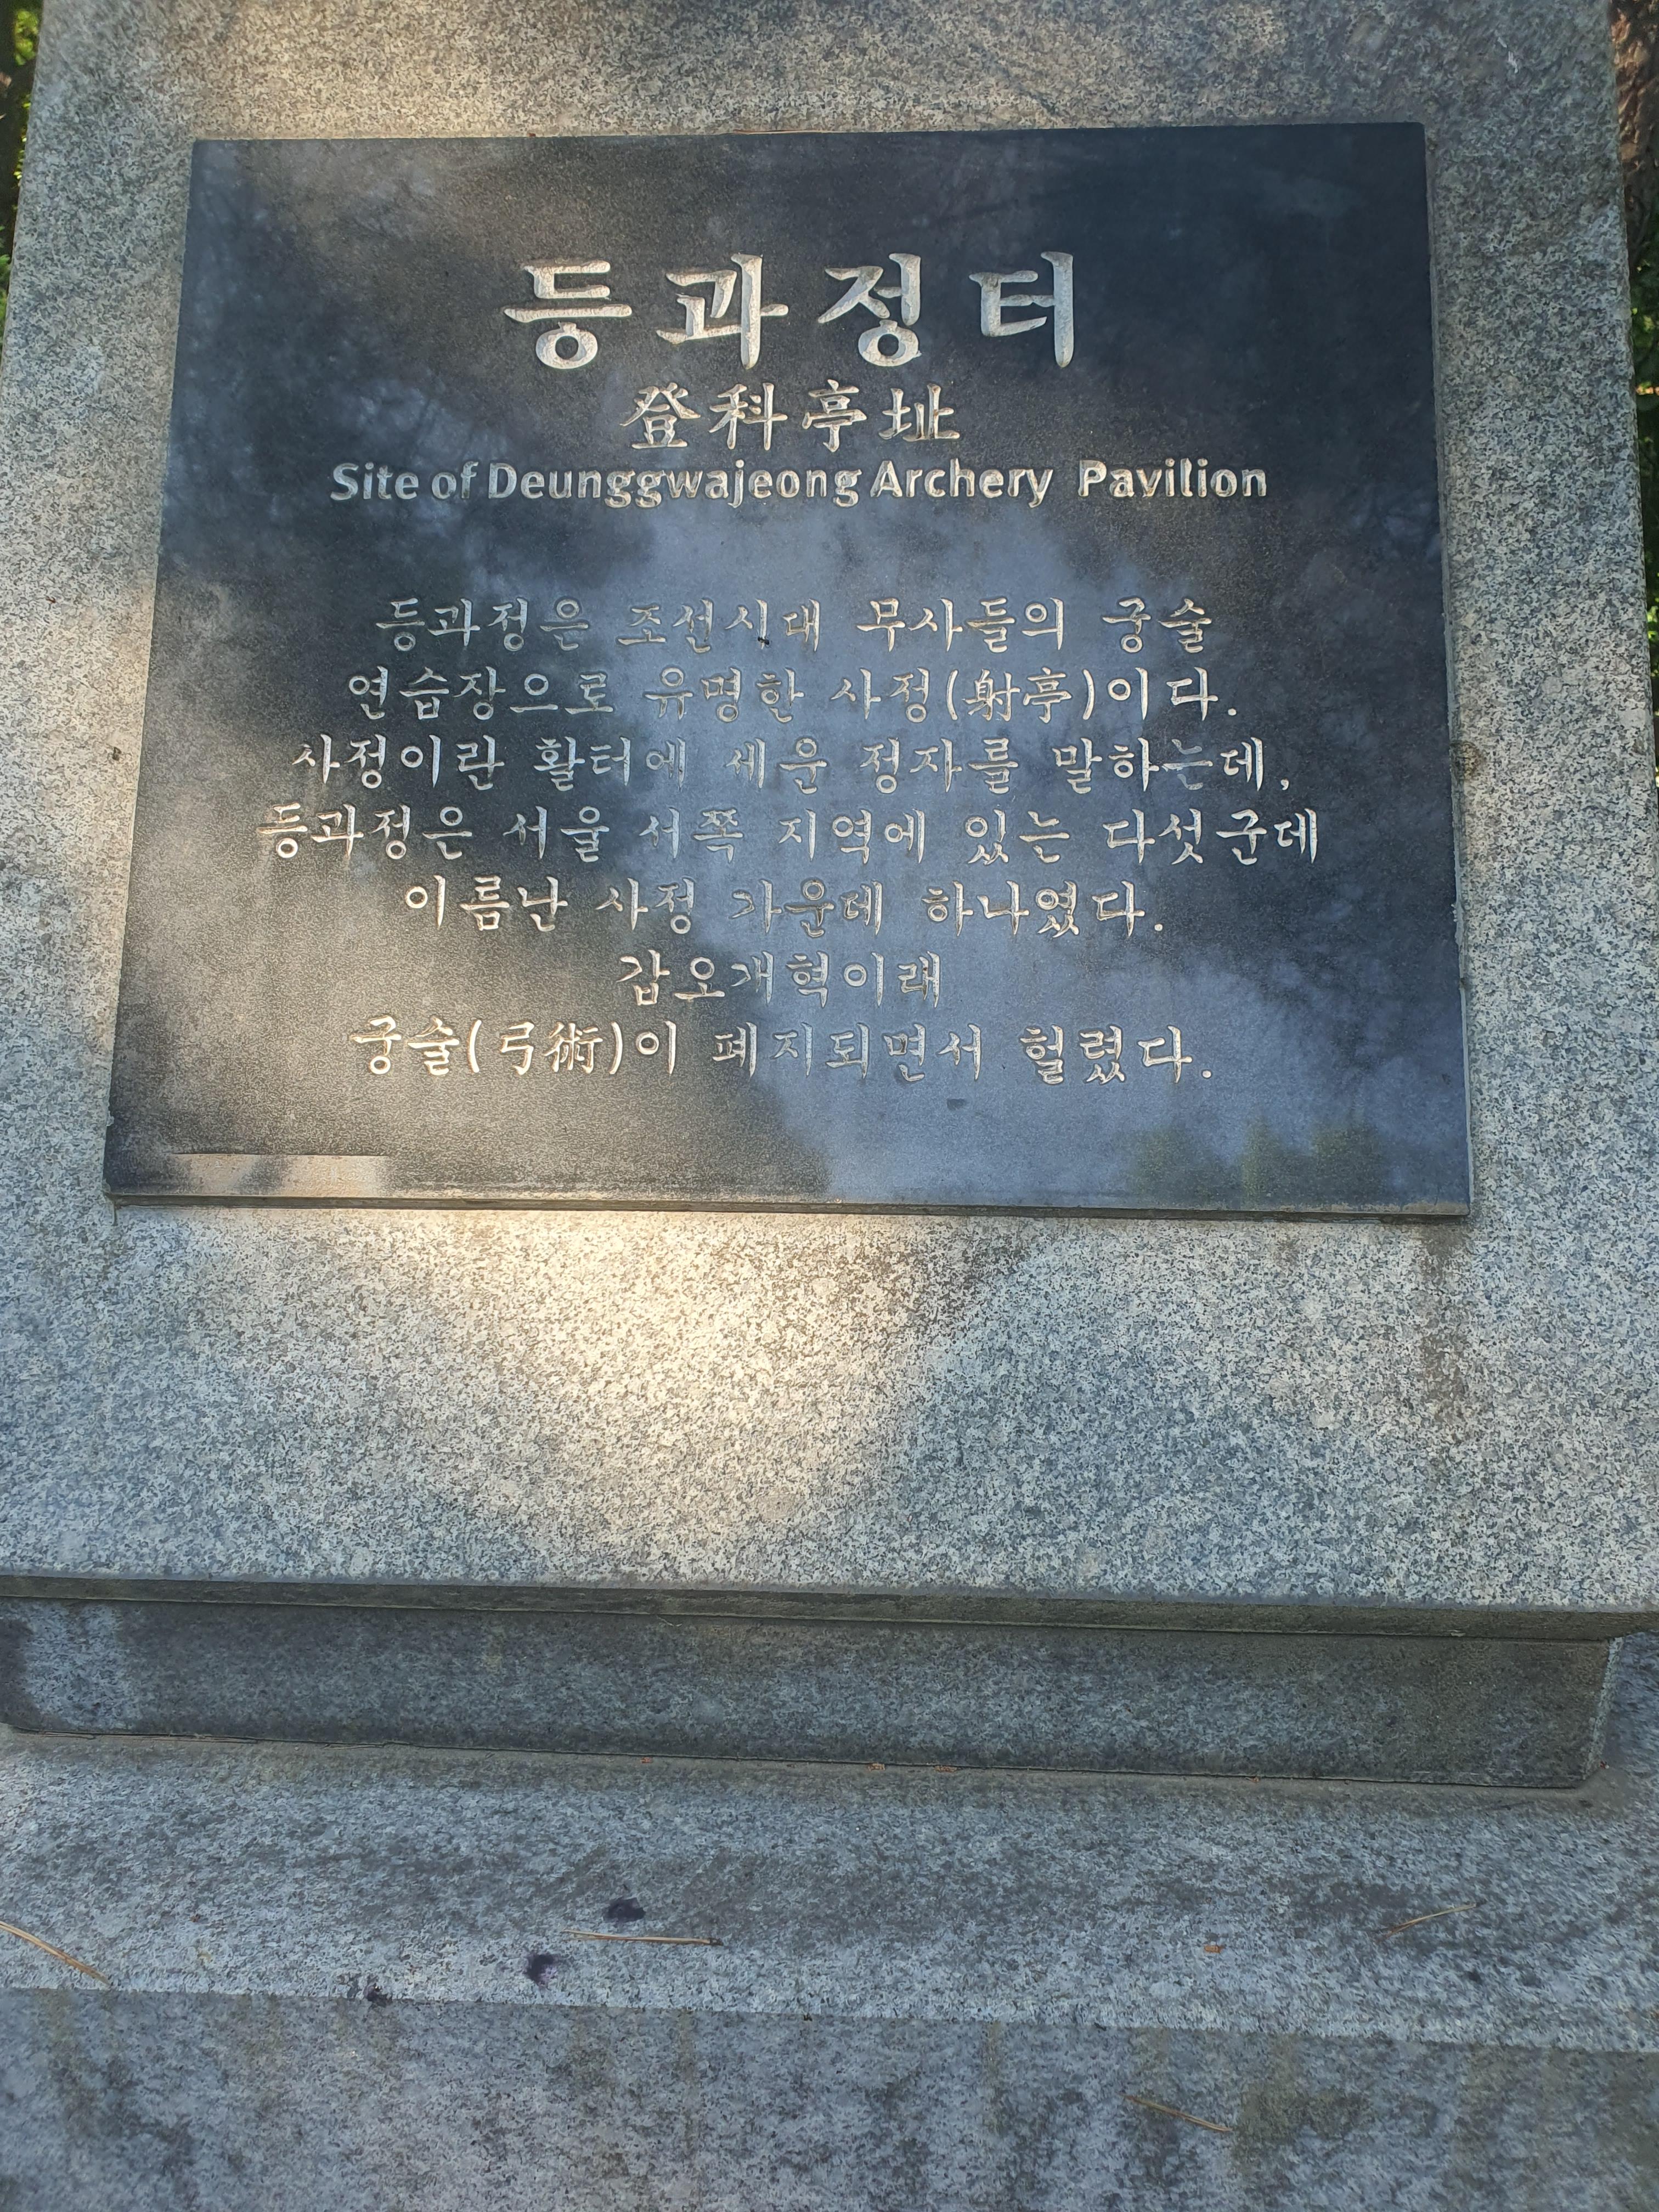 등과정터
登科亭址
Site of Deunggwajeong Archery Pavilion
등과정은 조선시대 무사들의 궁술
연습장으로 유명한 사정(射亭)이다.
사정이란 활터에 세운 정자를 말하는데,
등과정은 서울 서쪽 지역에 있는 다섯군데
이름난 사정 가운데 하나였다.
갑오개혁이래
궁술(弓術)이 폐지되면서 헐렸다.